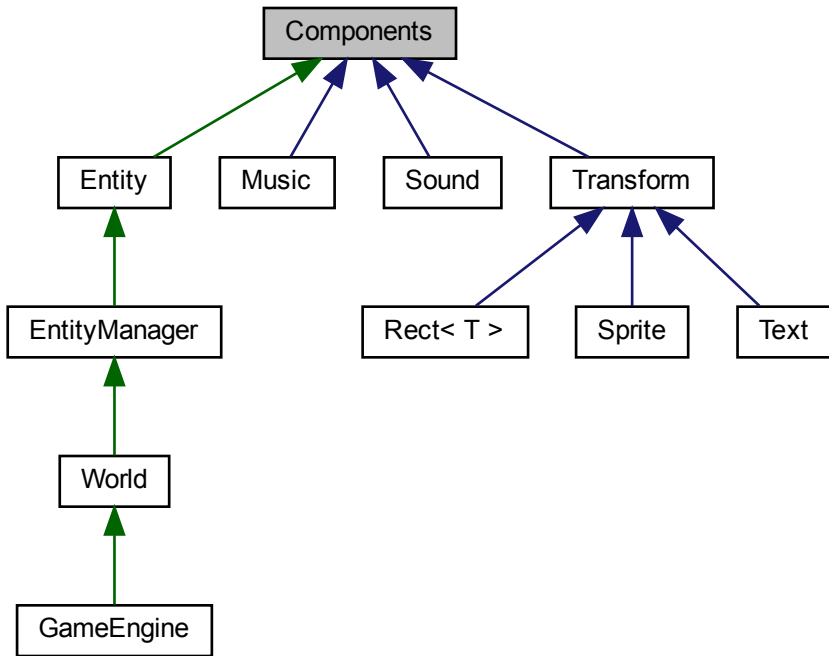 Components
Entity
Music
Sound
Transform
EntityManager
Rect< T >
Sprite
Text
World
GameEngine